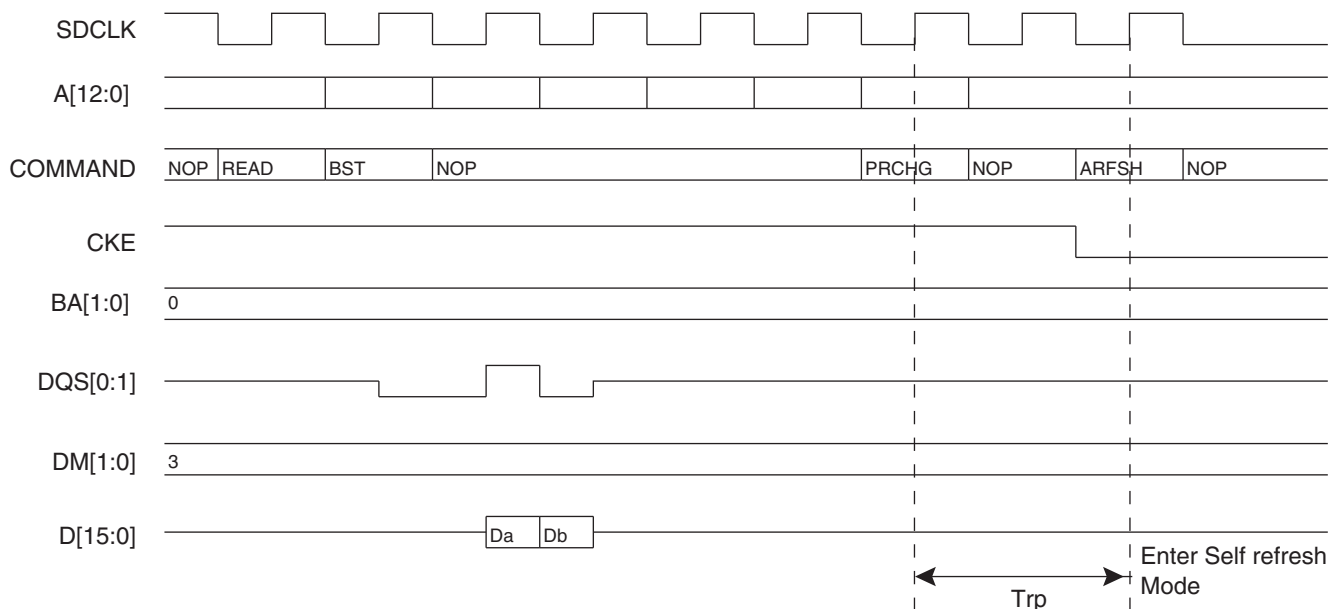 SDCLK
A[12:0]
COMMAND NOP READ BST NOP PRCHG NOP ARFSH NOP
CKE
BA[1:0] 0
DQS[0:1]
DM[1:0] 3
D[15:0] Da Db
Trp
Enter Self refresh
Mode